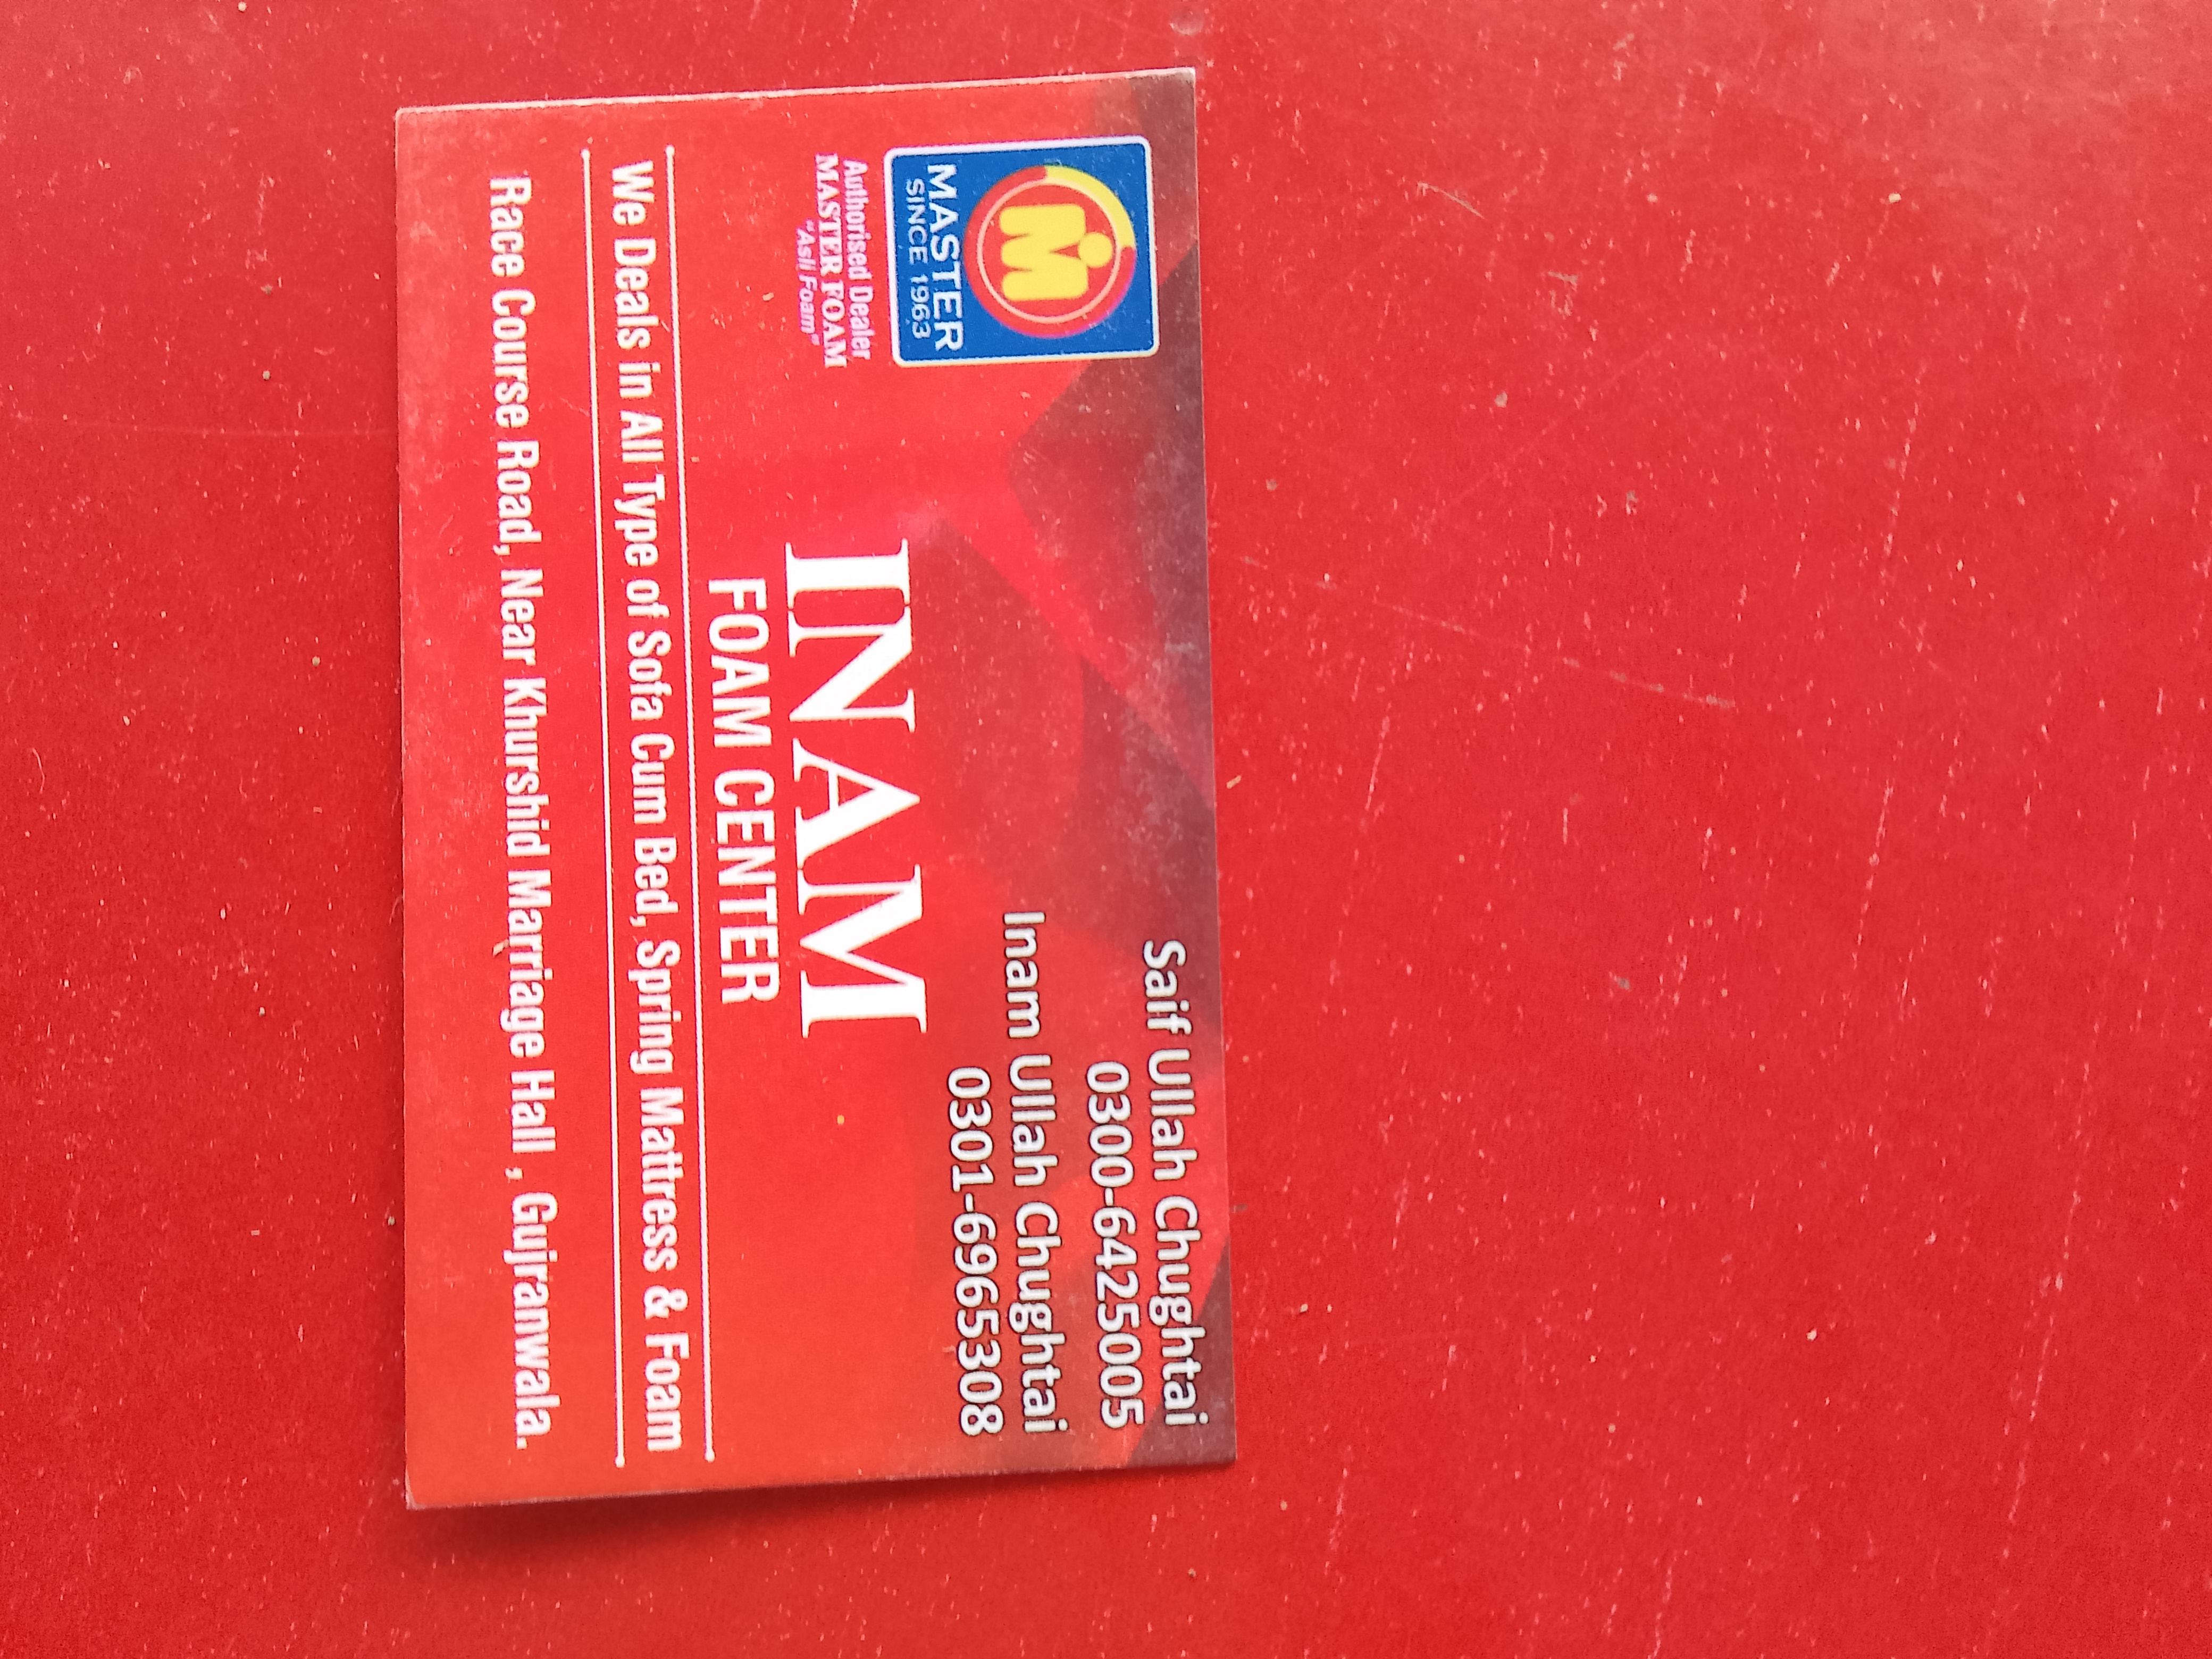 Saif Ullah Chughtai
0300-6425005
Inam Ullah Chughtai
0301-6965308
MASTER
SINCE 1963
Authorised Dealer
MASTER FOAM
"Asli Foam"
INAM
FOAM CENTER
We Deals in All Type of Sofa Cum Bed, Spring Mattress & Foam
Race Course Road, Near Khurshid Marriage Hall , Gujranwala.